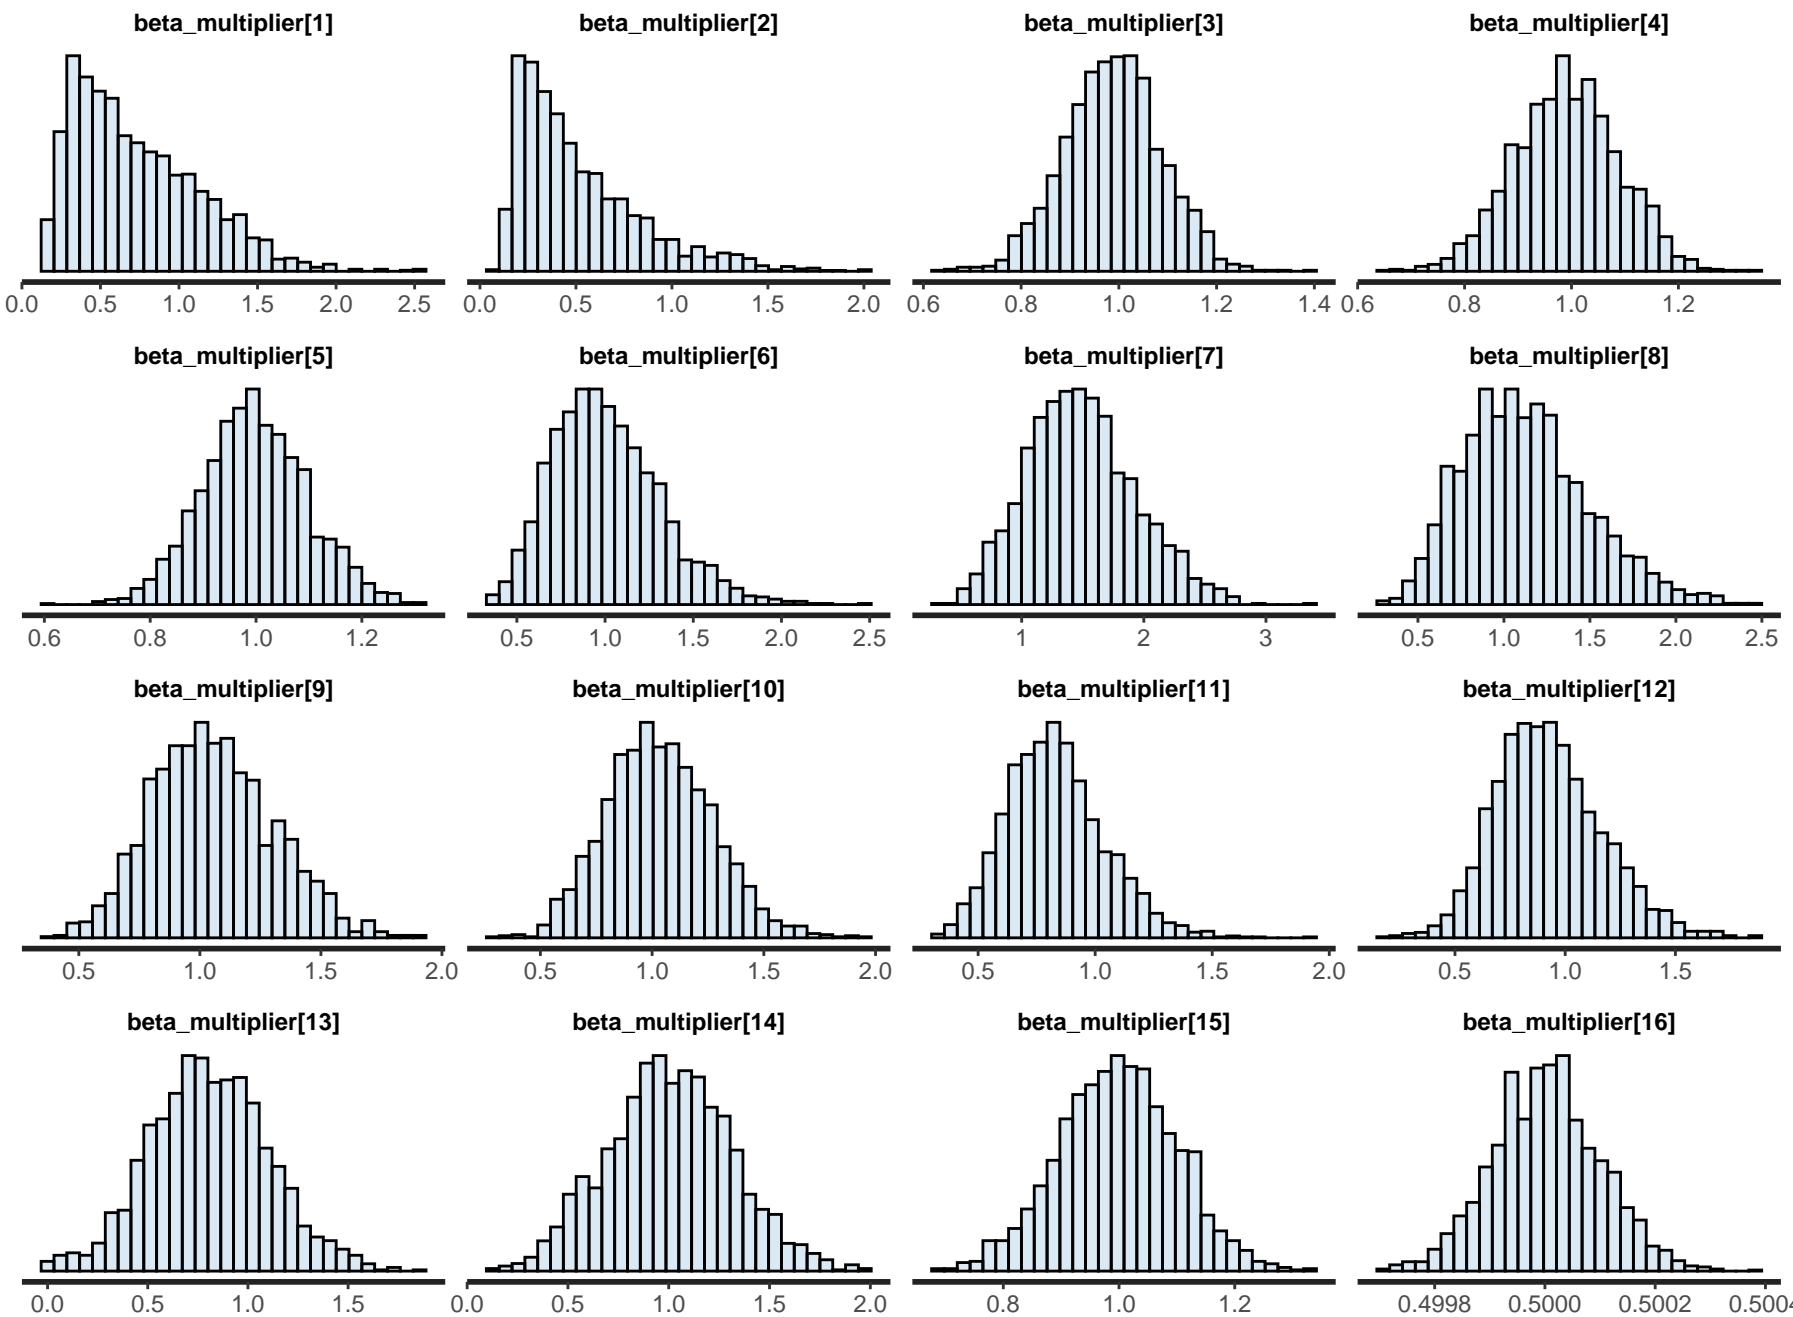 beta_multiplier[1] beta_multiplier[2] beta_multiplier[3] beta_multiplier[4]
0.0 0.5 1.0 1.5 2.0 2.5 0.0 0.5 1.0 1.5 2.0 0.6 0.8 1.0 1.2 1.4 0.6 0.8 1.0 1.2
beta_multiplier[5] beta_multiplier[6] beta_multiplier[7] beta_multiplier[8]
0.6 0.8 1.0 1.2 0.5 1.0 1.5 2.0 2.5 1 2 3 0.5 1.0 1.5 2.0 2.5
beta_multiplier[9] beta_multiplier[10] beta_multiplier[11] beta_multiplier[12]
0.5 1.0 1.5 2.0 0.5 1.0 1.5 2.0 0.5 1.0 1.5 2.0 0.5 1.0 1.5
beta_multiplier[13] beta_multiplier[14] beta_multiplier[15] beta_multiplier[16]
0.0 0.5 1.0 1.5 0.0 0.5 1.0 1.5 2.0 0.8 1.0 1.2 0.4998 0.5000 0.5002 0.5004